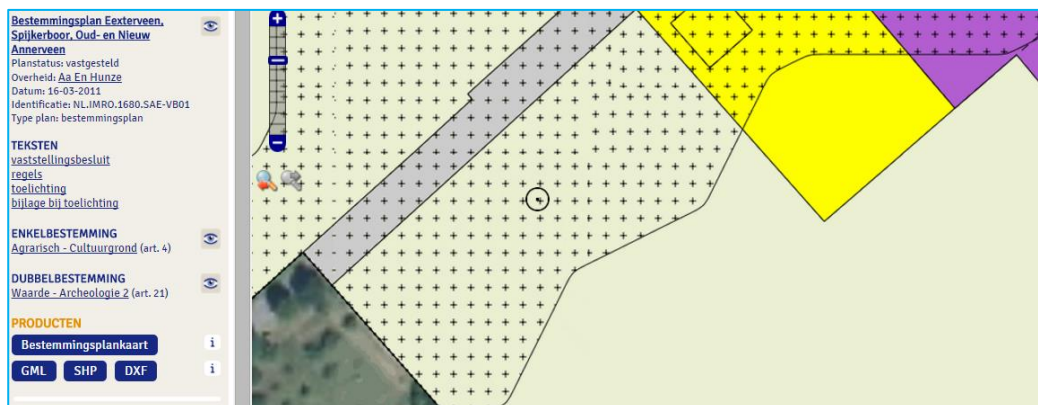 Bestemmingsplan Eexterveen,
Spijkerboor, Oud- en Nieuw
Annerveen
Planstatus: vastgesteld
Overheid: Aa En Hunze
Datum: 16-03-2011
Identificatie: NL.IMRO.1680.SAE-VB01
Type plan: bestemmingsplan
TEKSTEN
vaststellingsbesluit
regels
toelichting
bijlage bij toelichting
ENKELBESTEMMING
Agrarisch - Cultuurgrond (art. 4)
DUBBELBESTEMMING
Waarde - Archeologie 2 (art. 21)
PRODUCTEN
Bestemmingsplankaart i
GML SHP DXF i